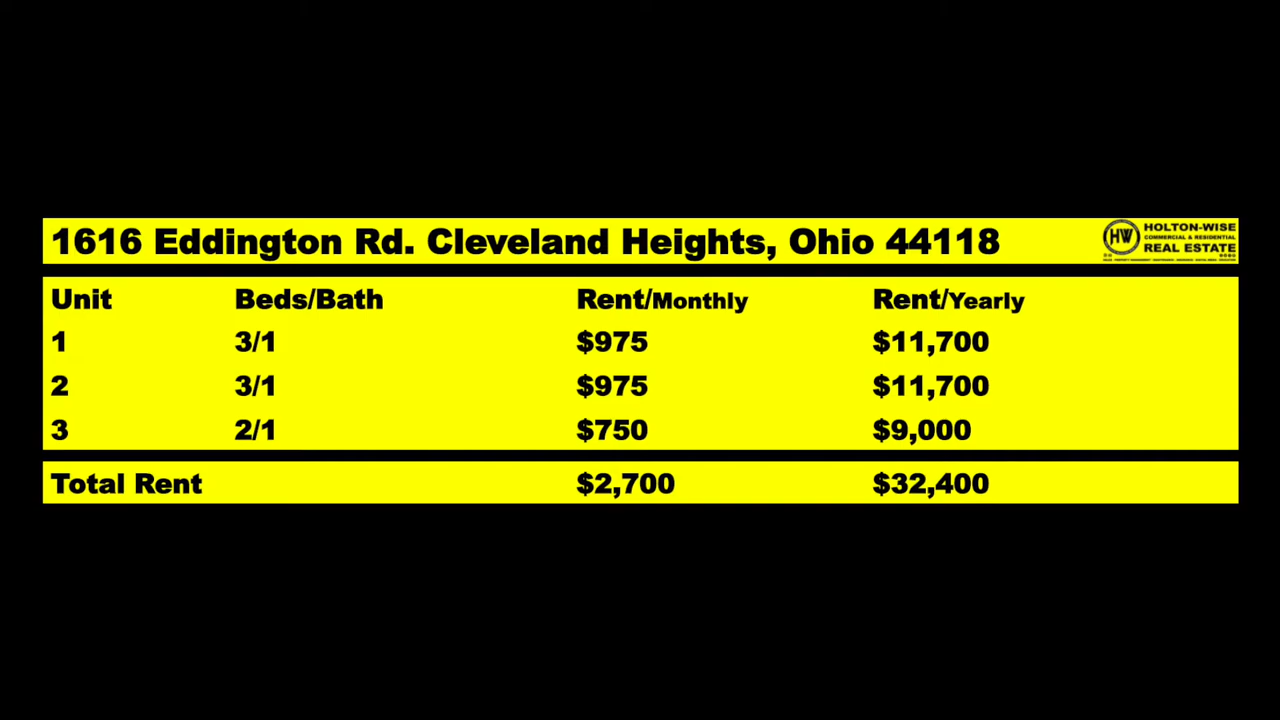 1616 Eddington Rd. Cleveland Heights, Ohio 44118
HOLTON-WISE
COMMERCIAL & RESIDENTIAL
REAL ESTATE
HW
Unit Beds/Bath Rent/Monthly Rent/Yearly
1 3/1 $975 $11,700
2 3/1 $975 $11,700
3 2/1 $750 $9,000
Total Rent $2,700 $32,400